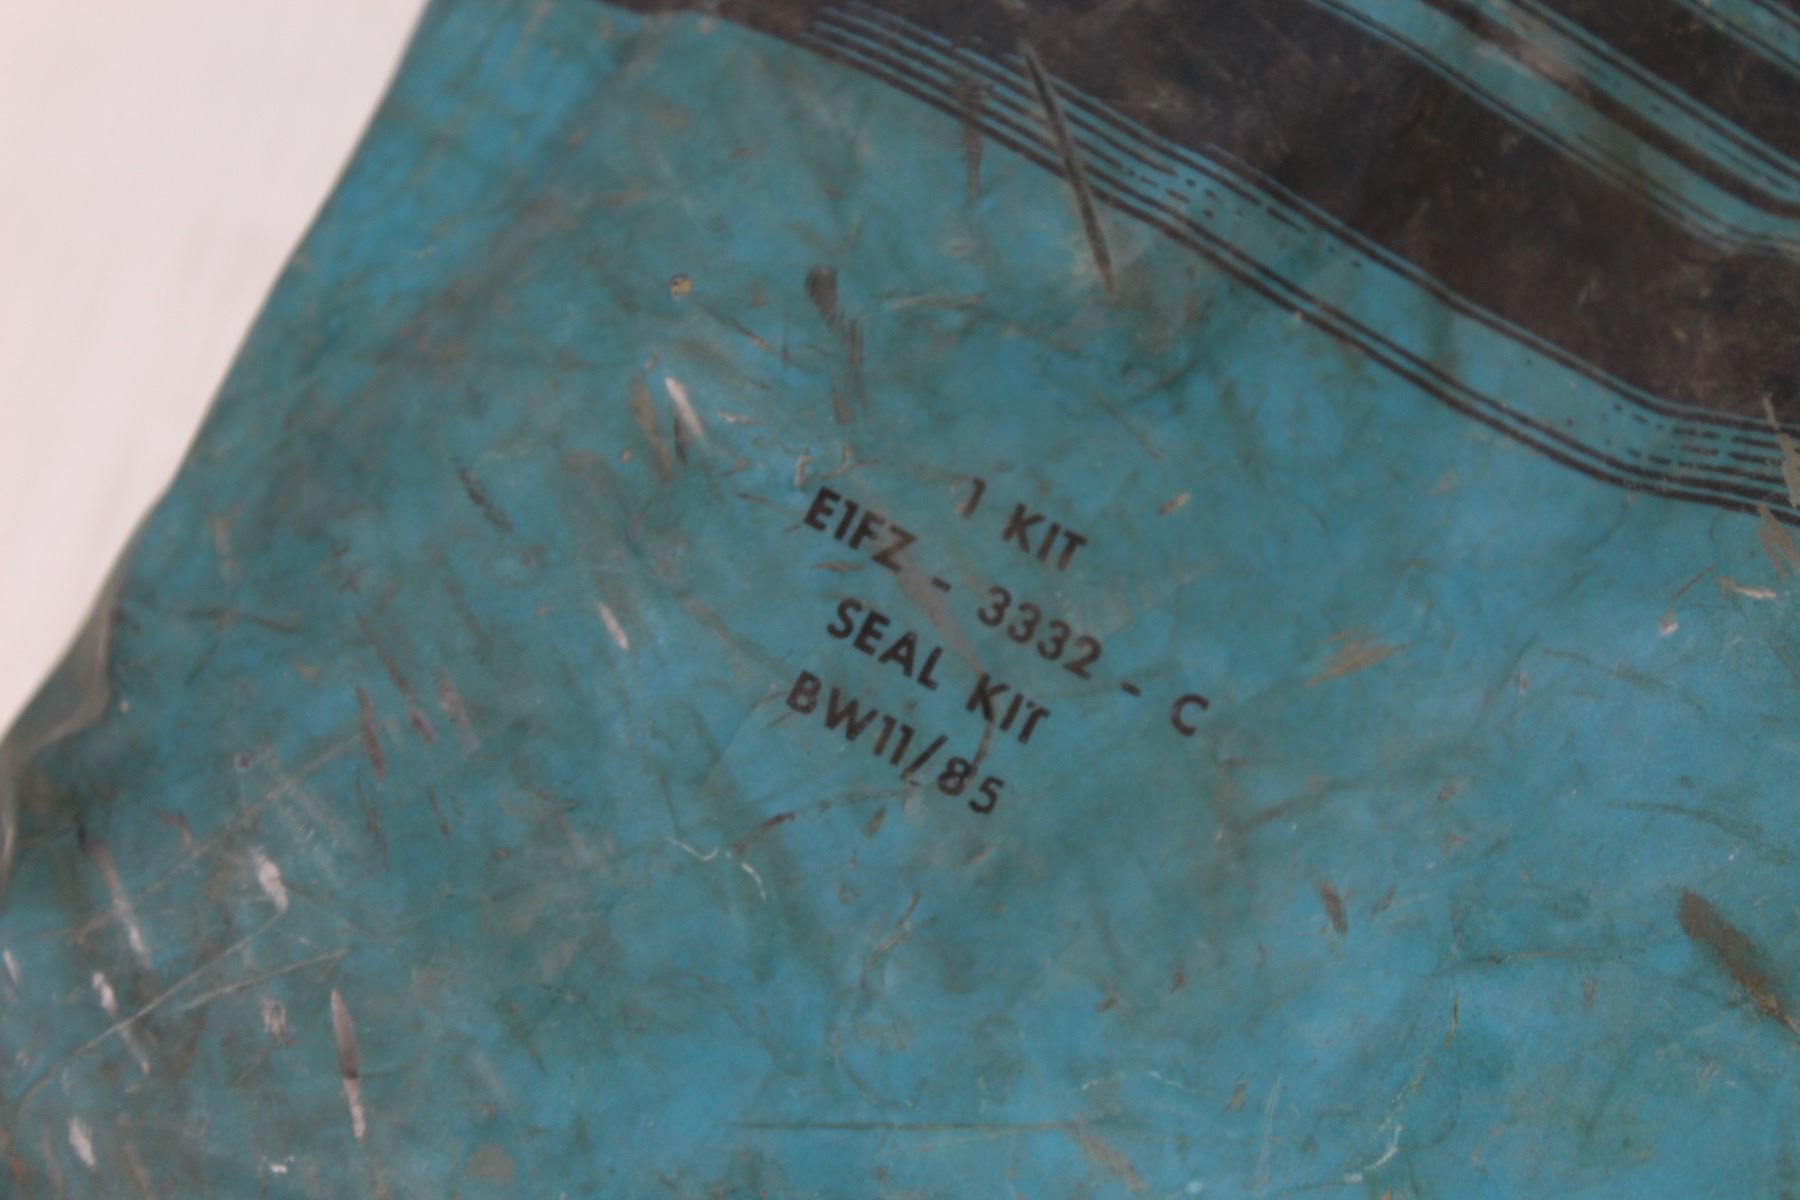 1 KIT
E1FZ - 3332 - C
SEAL KIT
BW11/85